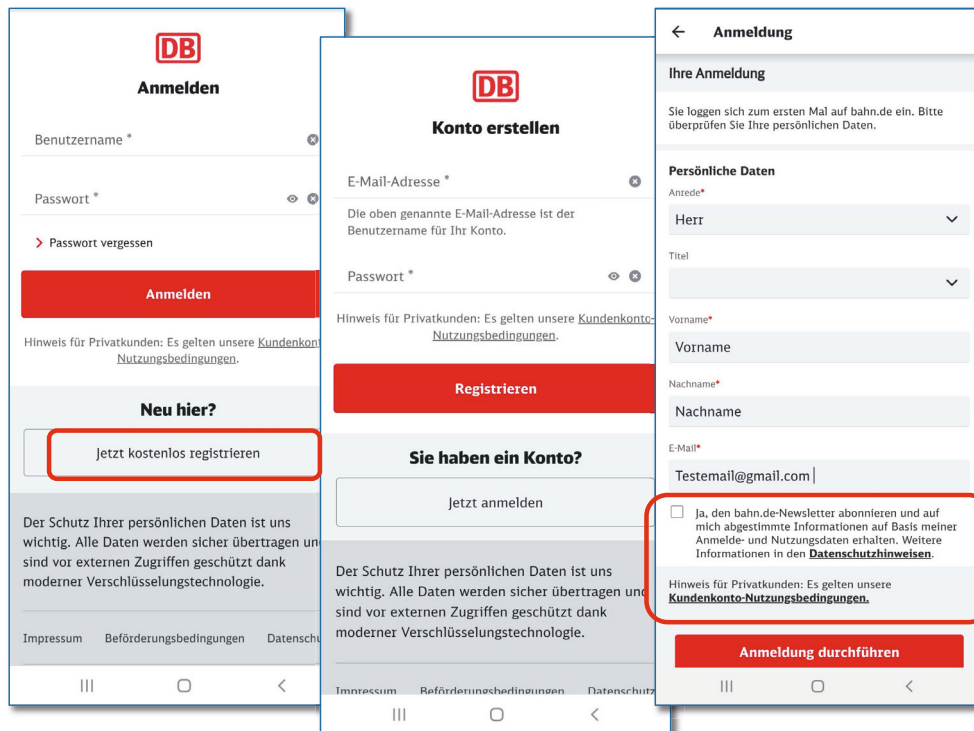 DB
Anmelden
Benutzername *
Passwort *
Passwort vergessen
Anmelden
Hinweis für Privatkunden: Es gelten unsere
Nutzungsbedingungen.
Neu hier?
Jetzt kostenlos registrieren
Der Schutz Ihrer persönlichen Daten ist uns
wichtig. Alle Daten werden sicher übertragen
sind vor externen Zugriffen geschützt dank
moderner Verschlüsselungstechnologie.
Impressum Beförderungsbedingungen
DB
Konto erstellen
E-Mail-Adresse *
Die oben genannte E-Mail-Adresse ist der
Benutzername für Ihr Konto.
Passwort *
Hinweis für Privatkunden: Es gelten unsere Kundenkonto-
Nutzungsbedingungen.
Registrieren
Sie haben ein Konto?
Jetzt anmelden
Der Schutz Ihrer persönlichen Daten ist uns
wichtig. Alle Daten werden sicher übertragen und
sind vor externen Zugriffen geschützt dank
moderner Verschlüsselungstechnologie.
Impressum Beförderungsbedingungen Datenschutz
Anmeldung
Ihre Anmeldung
Sie loggen sich zum ersten Mal auf bahn.de ein. Bitte
überprüfen Sie Ihre persönlichen Daten.
Persönliche Daten
Anrede*
Herr
Titel
Vorname*
Vorname
Nachname*
Nachname
E-Mail*
Testemail@gmail.com
Ja, den bahn.de-Newsletter abonnieren und auf
mich abgestimmte Informationen auf Basis meiner
Anmelde- und Nutzungsdaten erhalten. Weitere
Informationen in den Datenschutzhinweisen.
Hinweis für Privatkunden: Es gelten unsere
Kundenkonto-Nutzungsbedingungen.
Anmeldung durchführen